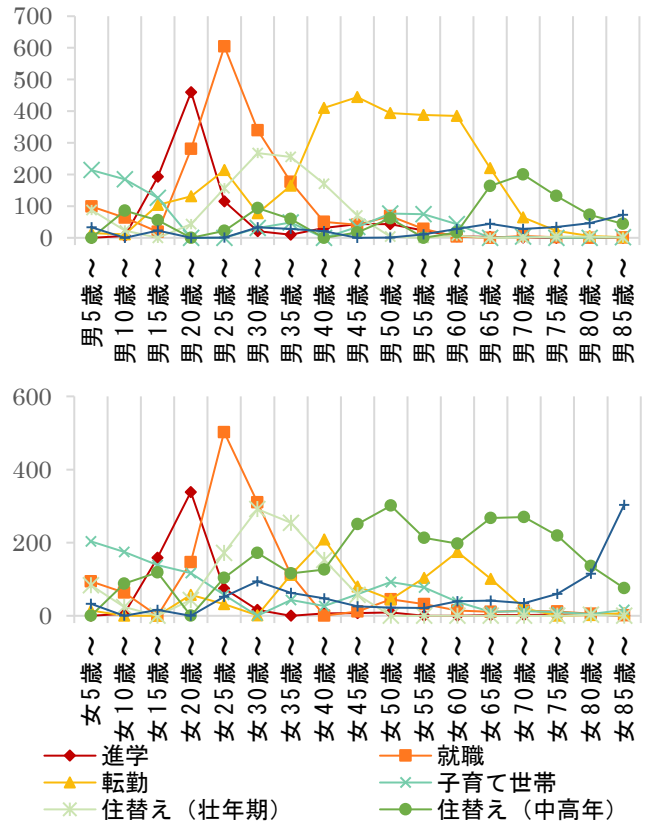 700
600
500
400
300
200
100
0
男5歳～
男10歳～
男15歳～
男20歳～
男25歳～
男30歳～
男35歳～
男40歳～
男45歳～
男50歳～
男55歳～
男60歳～
男65歳～
男70歳～
男75歳～
男80歳～
男85歳～
600
400
200
0
女5歳～
女10歳～
女15歳～
女20歳～
女25歳～
女30歳～
女35歳～
女40歳～
女45歳～
女50歳～
女55歳～
女60歳～
女65歳～
女70歳～
女75歳～
女80歳～
女85歳～
進学 就職
転勤 子育て世帯
住替え（壮年期） 住替え（中高年）